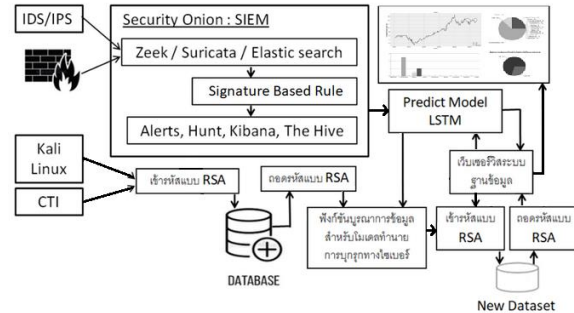 IDS/IPS
Security Onion : SIEM
Zeek / Suricata / Elastic search
Signature Based Rule
Alerts, Hunt, Kibana, The Hive
Predict Model
LSTM
Kali
Linux
CTI
เข้ารหัสแบบ RSA
ถอดรหัสแบบ RSA
DATABASE
ฟังก์ชันบูรณาการข้อมูล
สำหรับโมเดลทำนาย
การบุกรุกทางไซเบอร์
เว็บเซอร์วิสระบบ
ฐานข้อมูล
เข้ารหัสแบบ
RSA
ถอดรหัสแบบ
RSA
New Dataset